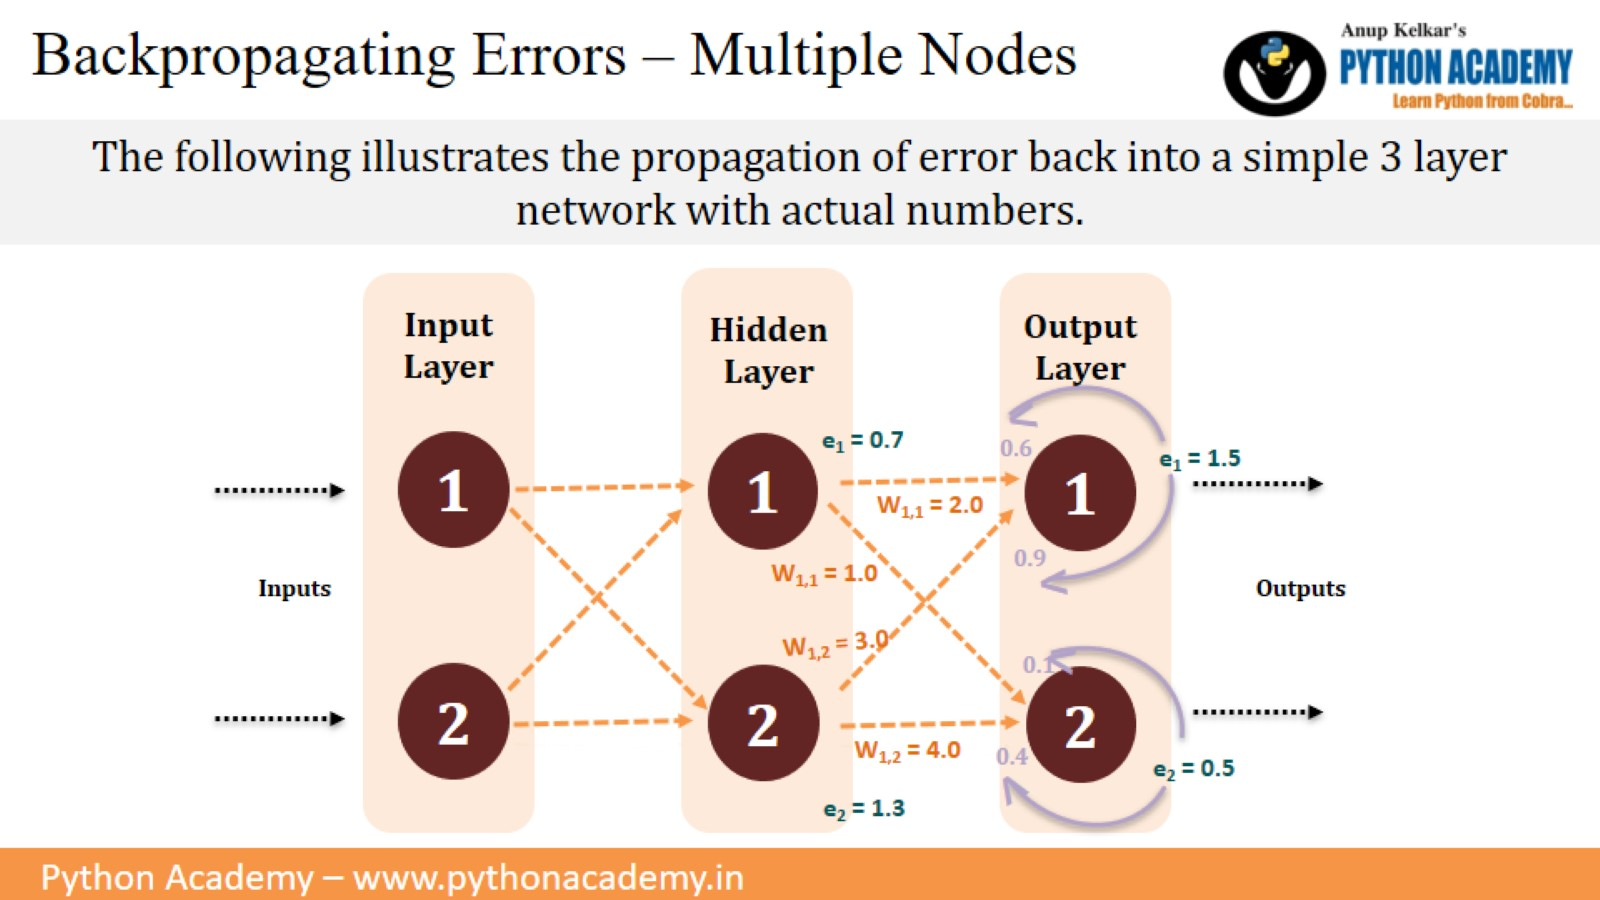 Backpropagating Errors – Multiple Nodes
Anup Kelkar's
PYTHON ACADEMY
Learn Python from Cobra...
The following illustrates the propagation of error back into a simple 3 layer
network with actual numbers.
Input
Layer
Hidden
Layer
Output
Layer
e1 = 0.7
0.6
e1 = 1.5
1
1
1
W1,1 = 2.0
0.9
W1,1 = 1.0
Inputs
Outputs
W1,2 = 3.0
0.1
2
2
2
W1,2 = 4.0
0.4
e2 = 0.5
e2 = 1.3
Python Academy – www.pythonacademy.in